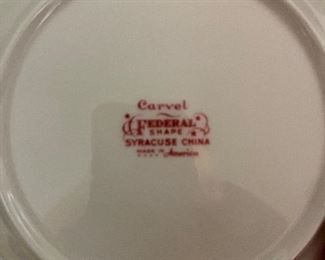 Carvel
FEDERAL
SHAPE
SYRACUSE CHINA
MADE IN America